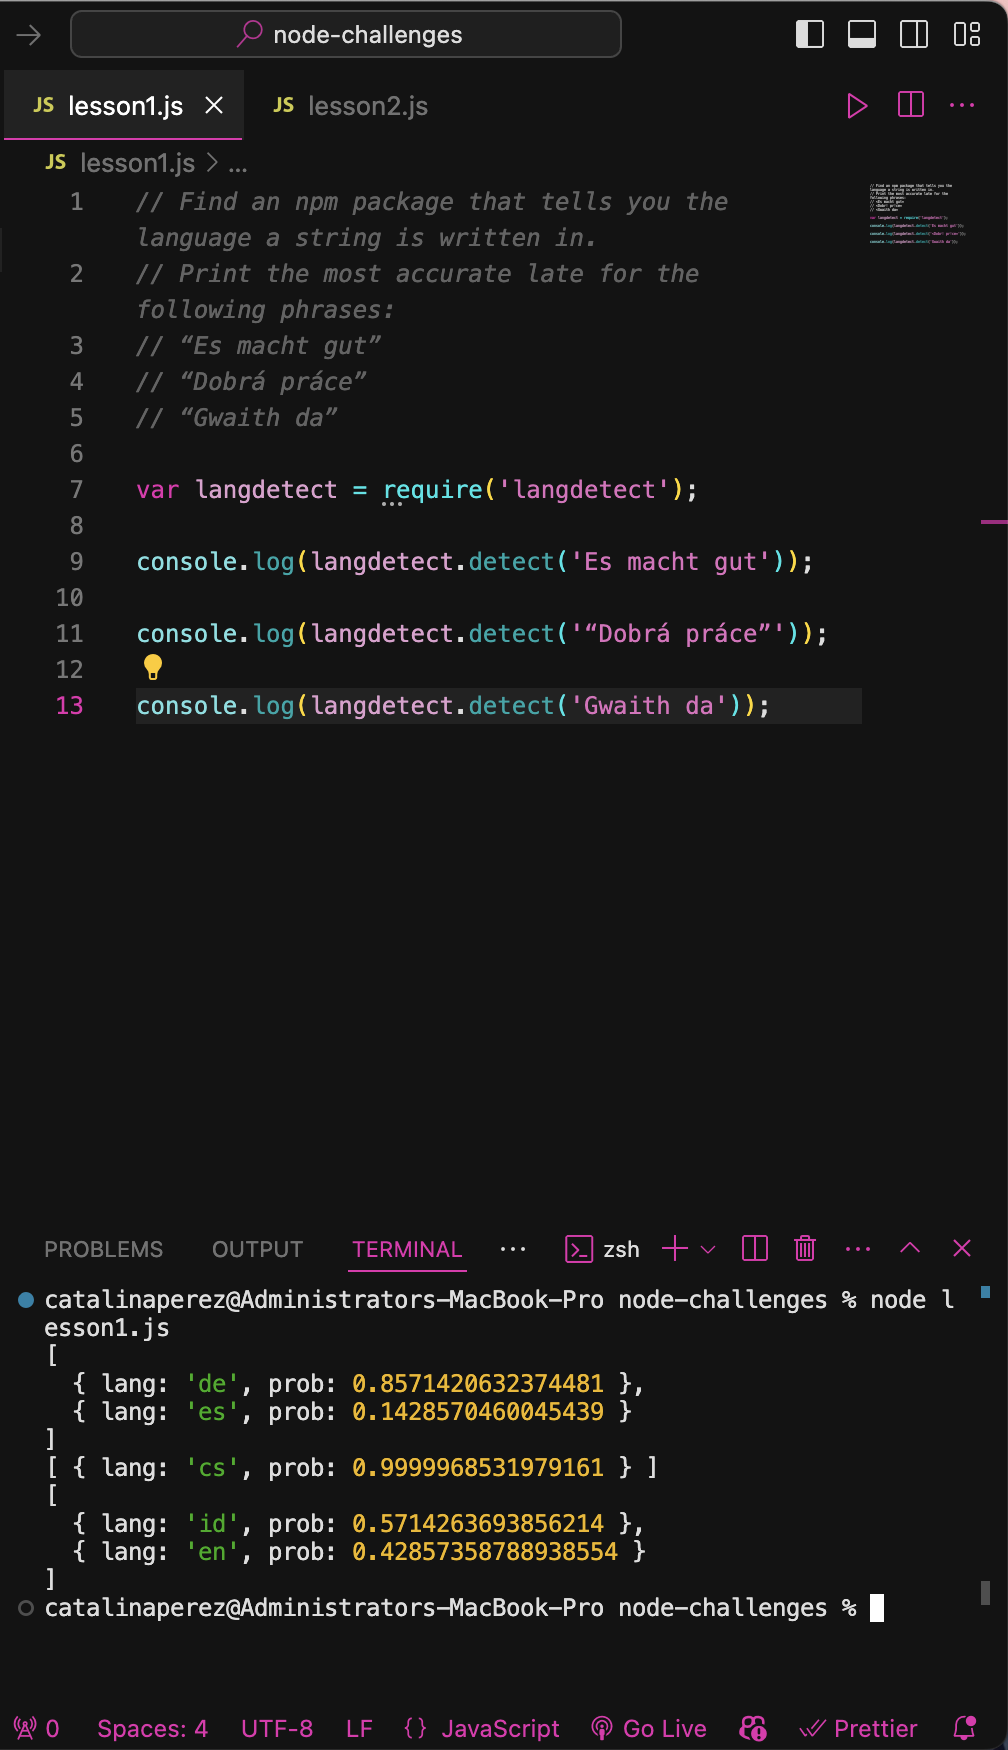 node-challenges
JS lesson1.js
JS lesson2.js
JS lesson1.js > ...
1 // Find an npm package that tells you the
language a string is written in.
2 // Print the most accurate late for the
following phrases:
3 // “Es macht gut”
4 // “Dobrá práce”
5 // “Gwaith da”
6
7 var langdetect = require('langdetect');
8
9 console.log(langdetect.detect('Es macht gut'));
10
11 console.log(langdetect.detect('“Dobrá práce”'));
12
13 console.log(langdetect.detect('Gwaith da'));
PROBLEMS OUTPUT TERMINAL ... zsh
catalinaperez@Administrators-MacBook-Pro node-challenges % node l
esson1.js
[
{ lang: 'de', prob: 0.8571420632374481 },
{ lang: 'es', prob: 0.1428570460045439 }
]
[ { lang: 'cs', prob: 0.9999968531979161 } ]
[
{ lang: 'id', prob: 0.5714263693856214 },
{ lang: 'en', prob: 0.42857358788938554 }
]
catalinaperez@Administrators-MacBook-Pro node-challenges %
0 Spaces: 4 UTF-8 LF {} JavaScript Go Live Prettier